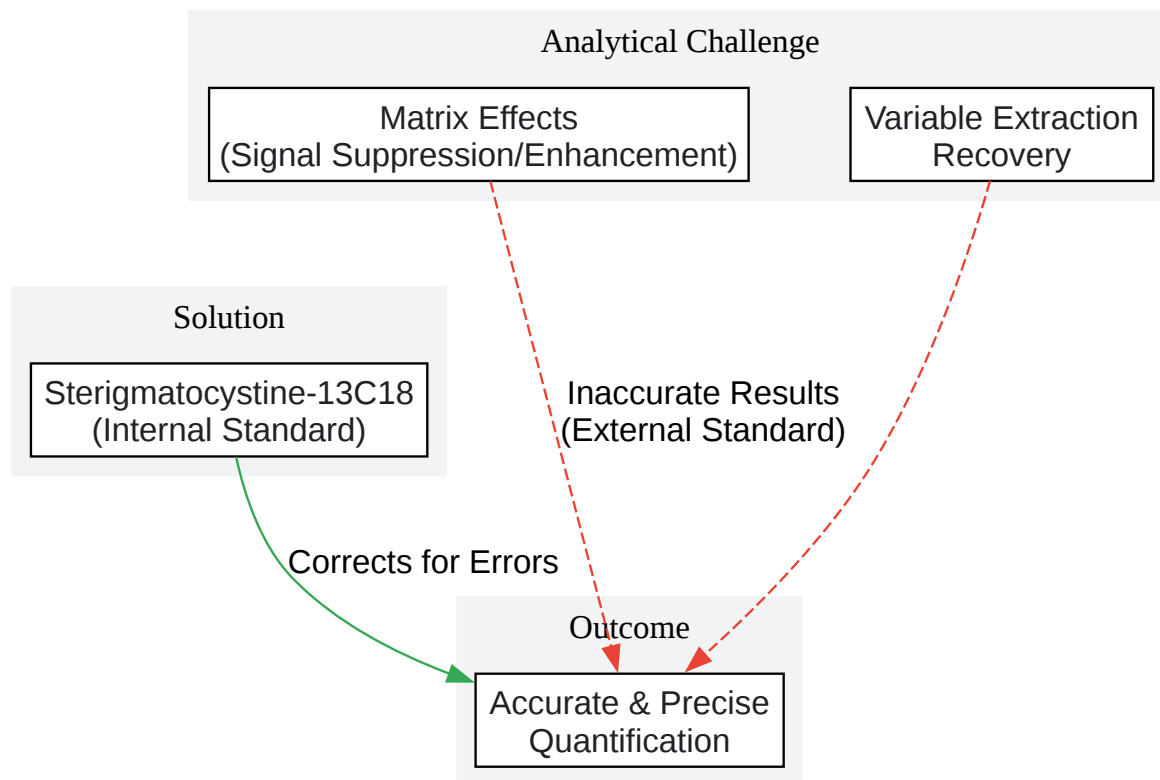 Analytical Challenge
Matrix Effects
(Signal Suppression/Enhancement)
Variable Extraction
Recovery
Solution
Sterigmatocystine-13C18
(Internal Standard)
Inaccurate Results
(External Standard)
Corrects for Errors
Outcome
Accurate & Precise
Quantification